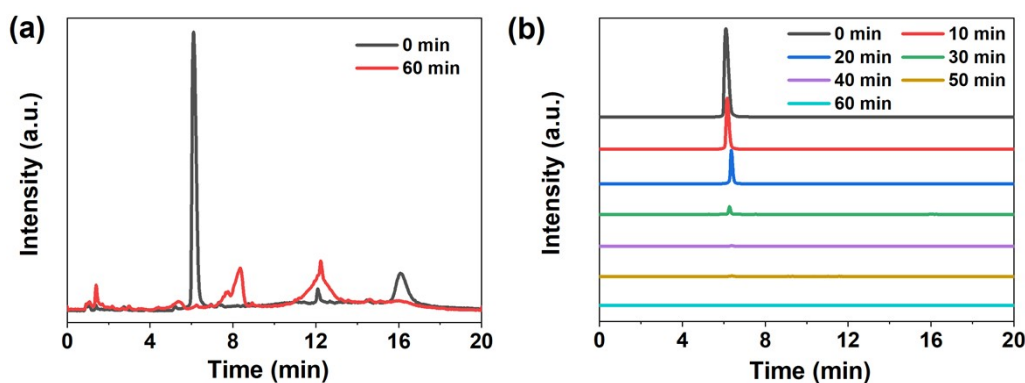 (a)
0 min
60 min
Intensity (a.u.)
0 4 8 12 16 20
Time (min)
(b)
0 min 10 min
20 min 30 min
40 min 50 min
60 min
Intensity (a.u.)
0 4 8 12 16 20
Time (min)